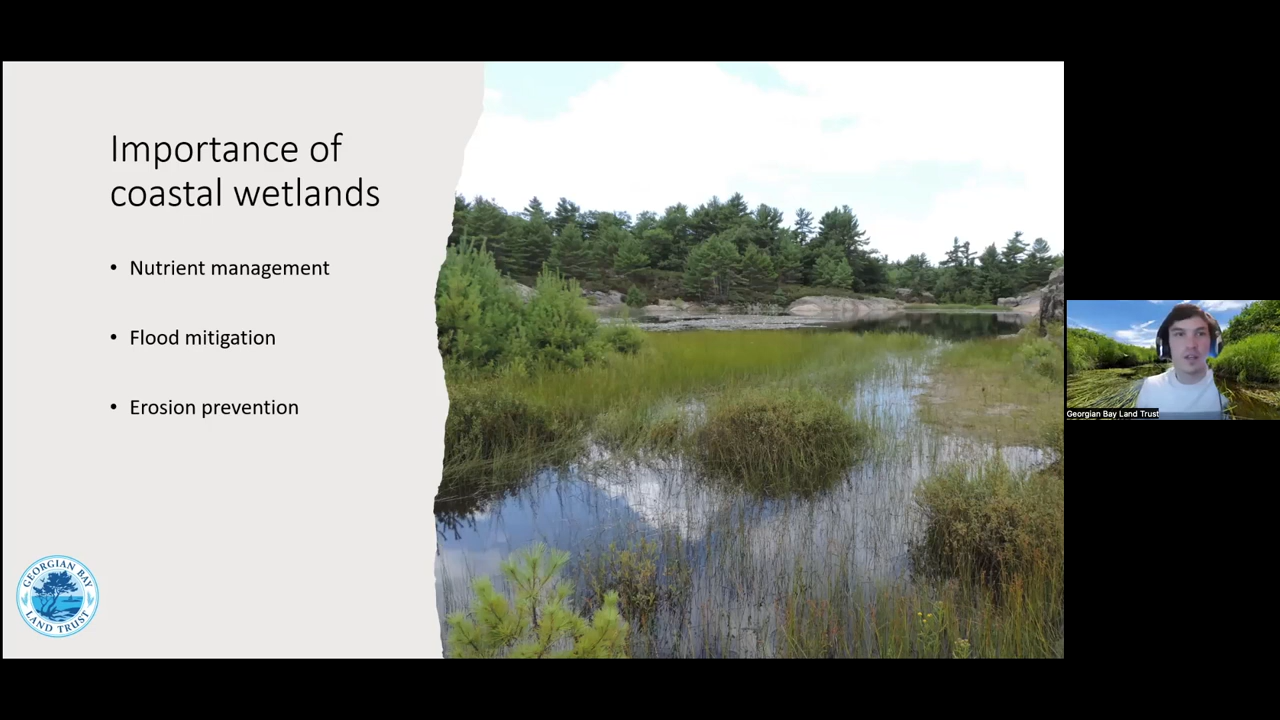 Importance of
coastal wetlands
• Nutrient management
• Flood mitigation
• Erosion prevention
GEORGIAN BAY
LAND TRUST
Georgian Bay Land Trust